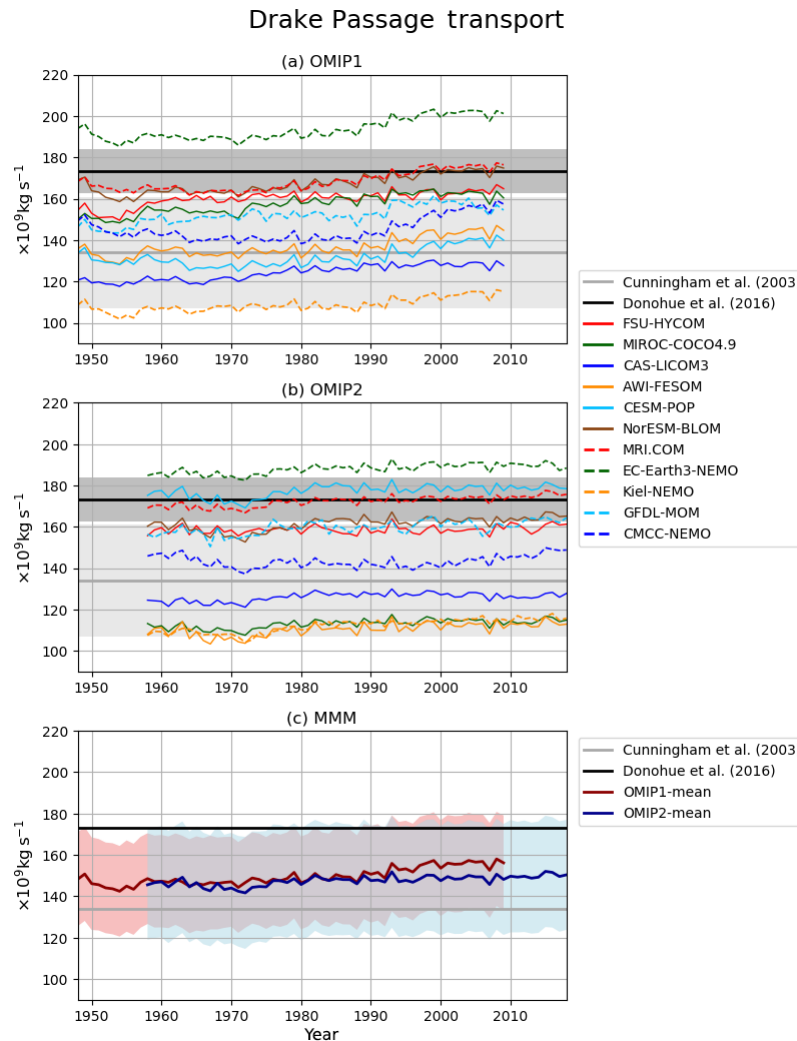 Drake Passage transport
(a) OMIP1
220
200
180
160
140
120
100
×10⁹kg s⁻¹
1950 1960 1970 1980 1990 2000 2010
(b) OMIP2
220
200
180
160
140
120
100
×10⁹kg s⁻¹
1950 1960 1970 1980 1990 2000 2010
Cunningham et al. (2003
Donohue et al. (2016)
FSU-HYCOM
MIROC-COCO4.9
CAS-LICOM3
AWI-FESOM
CESM-POP
NorESM-BLOM
MRI.COM
EC-Earth3-NEMO
Kiel-NEMO
GFDL-MOM
CMCC-NEMO
(c) MMM
220
200
180
160
140
120
100
×10⁹kg s⁻¹
1950 1960 1970 1980 1990 2000 2010
Year
Cunningham et al. (2003
Donohue et al. (2016)
OMIP1-mean
OMIP2-mean